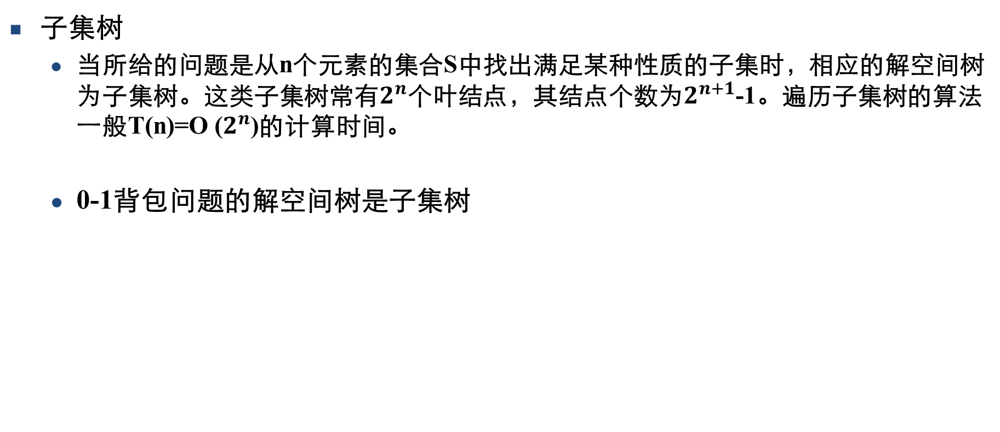 子集树
当所给的问题是从n个元素的集合S中找出满足某种性质的子集时，相应的解空间树
为子集树。这类子集树常有2ⁿ个叶结点，其结点个数为2ⁿ⁺¹-1。遍历子集树的算法
一般T(n)=O (2ⁿ)的计算时间。
0-1背包问题的解空间树是子集树